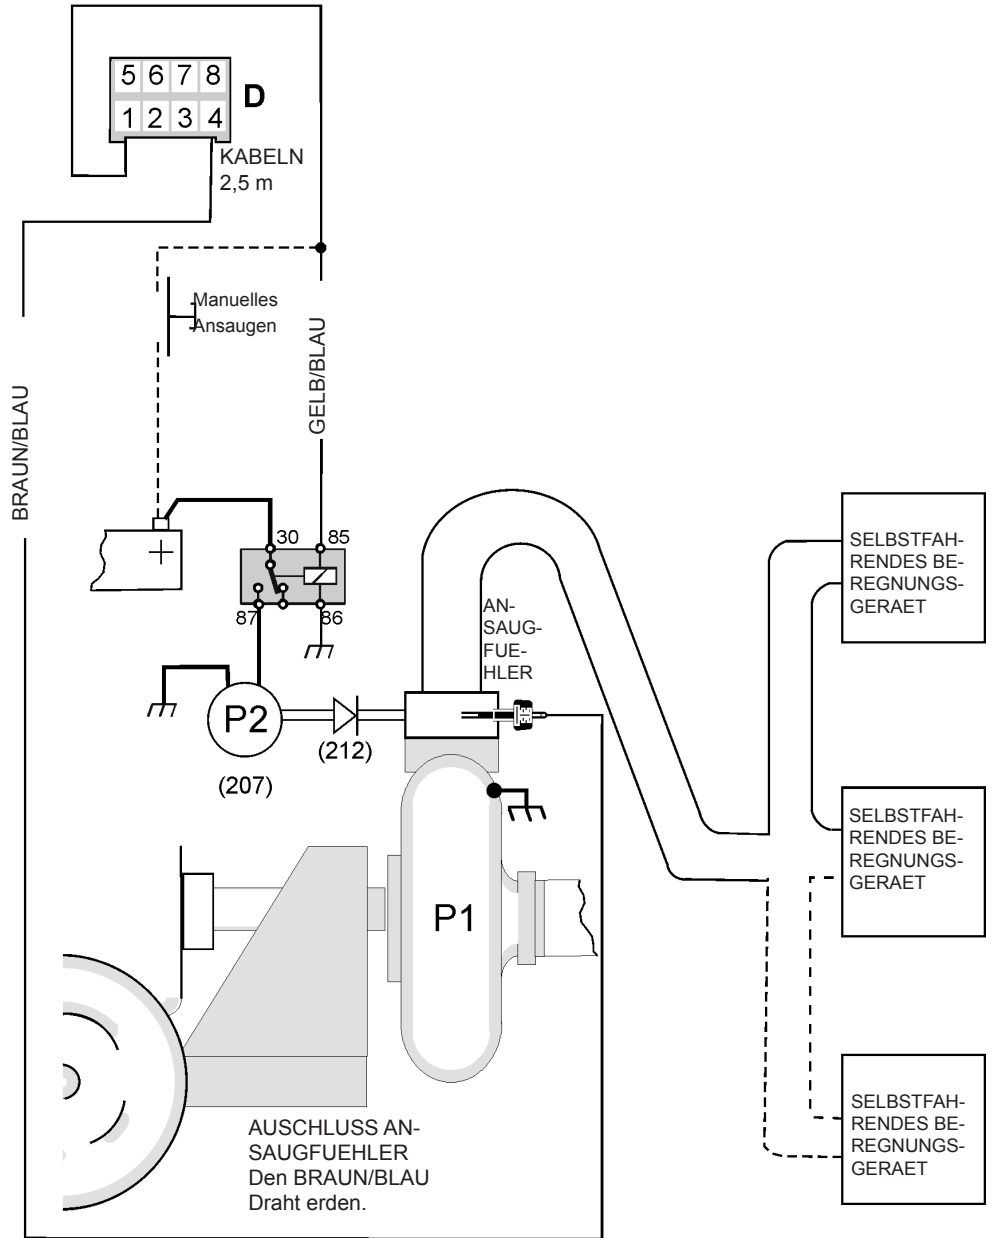 5 6 7 8
D
1 2 3 4
KABELN
2,5 m
Manuelles
Ansaugen
GELB/BLAU
BRAUN/BLAU
+
30
85
87
86
AN-
SAUG-
FUE-
HLER
P2
(212)
(207)
P1
SELBSTFAH-
RENDES BE-
REGNUNGS-
GERAET
SELBSTFAH-
RENDES BE-
REGNUNGS-
GERAET
SELBSTFAH-
RENDES BE-
REGNUNGS-
GERAET
AUSCHLUSS AN-
SAUGFUEHLER
Den BRAUN/BLAU
Draht erden.